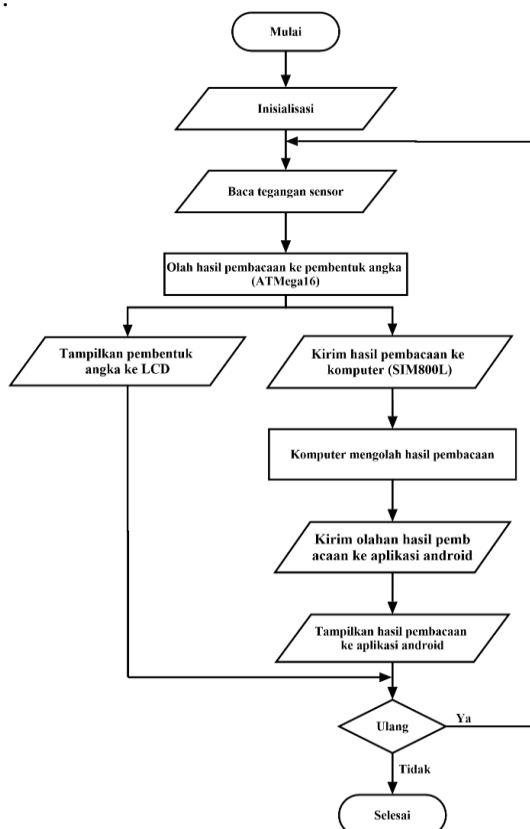 Mulai
Inisialisasi
Baca tegangan sensor
Olah hasil pembacaan ke pembentuk angka
(ATMega16)
Tampilkan pembentuk
angka ke LCD
Kirim hasil pembacaan ke
komputer (SIM800L)
Komputer mengolah hasil pembacaan
Kirim olahan hasil pemb
acaan ke aplikasi android
Tampilkan hasil pembacaan
ke aplikasi android
Ulang
Ya
Tidak
Selesai